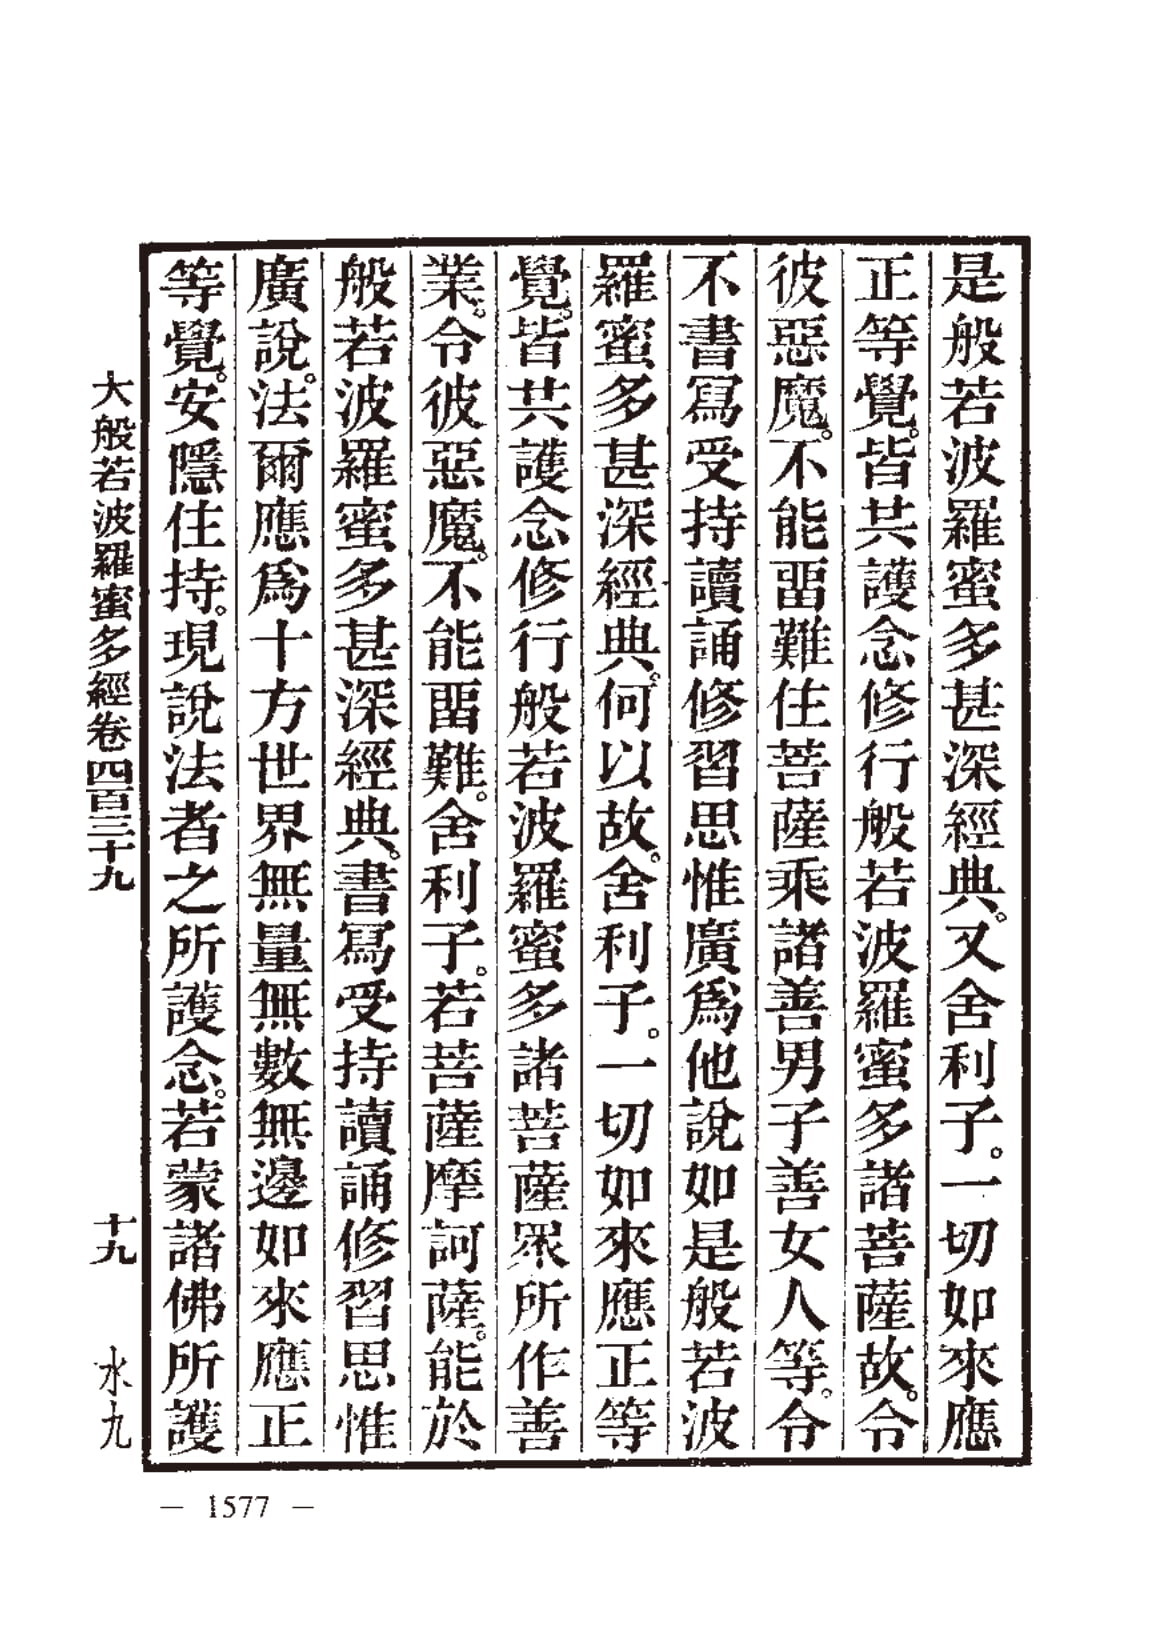 是般若波羅蜜多甚深經典。又舍利子。一切如來應
正等覺。皆共護念修行般若波羅蜜多諸菩薩故。令
彼惡魔。不能畱難住菩薩乘諸善男子善女人等。令
不書寫受持讀誦修習思惟廣爲他說如是般若波
羅蜜多甚深經典。何以故。舍利子。一切如來應正等
覺。皆共護念修行般若波羅蜜多諸菩薩衆所作善
業。令彼惡魔。不能畱難。舍利子。若菩薩摩訶薩。能於
般若波羅蜜多甚深經典。書寫受持讀誦修習思惟
廣說。法爾應爲十方世界無量無數無邊如來應正
等覺。安隱住持。現說法者之所護念。若蒙諸佛所護
大般若波羅蜜多經卷四百三十九 十九 水九
— 1577 —